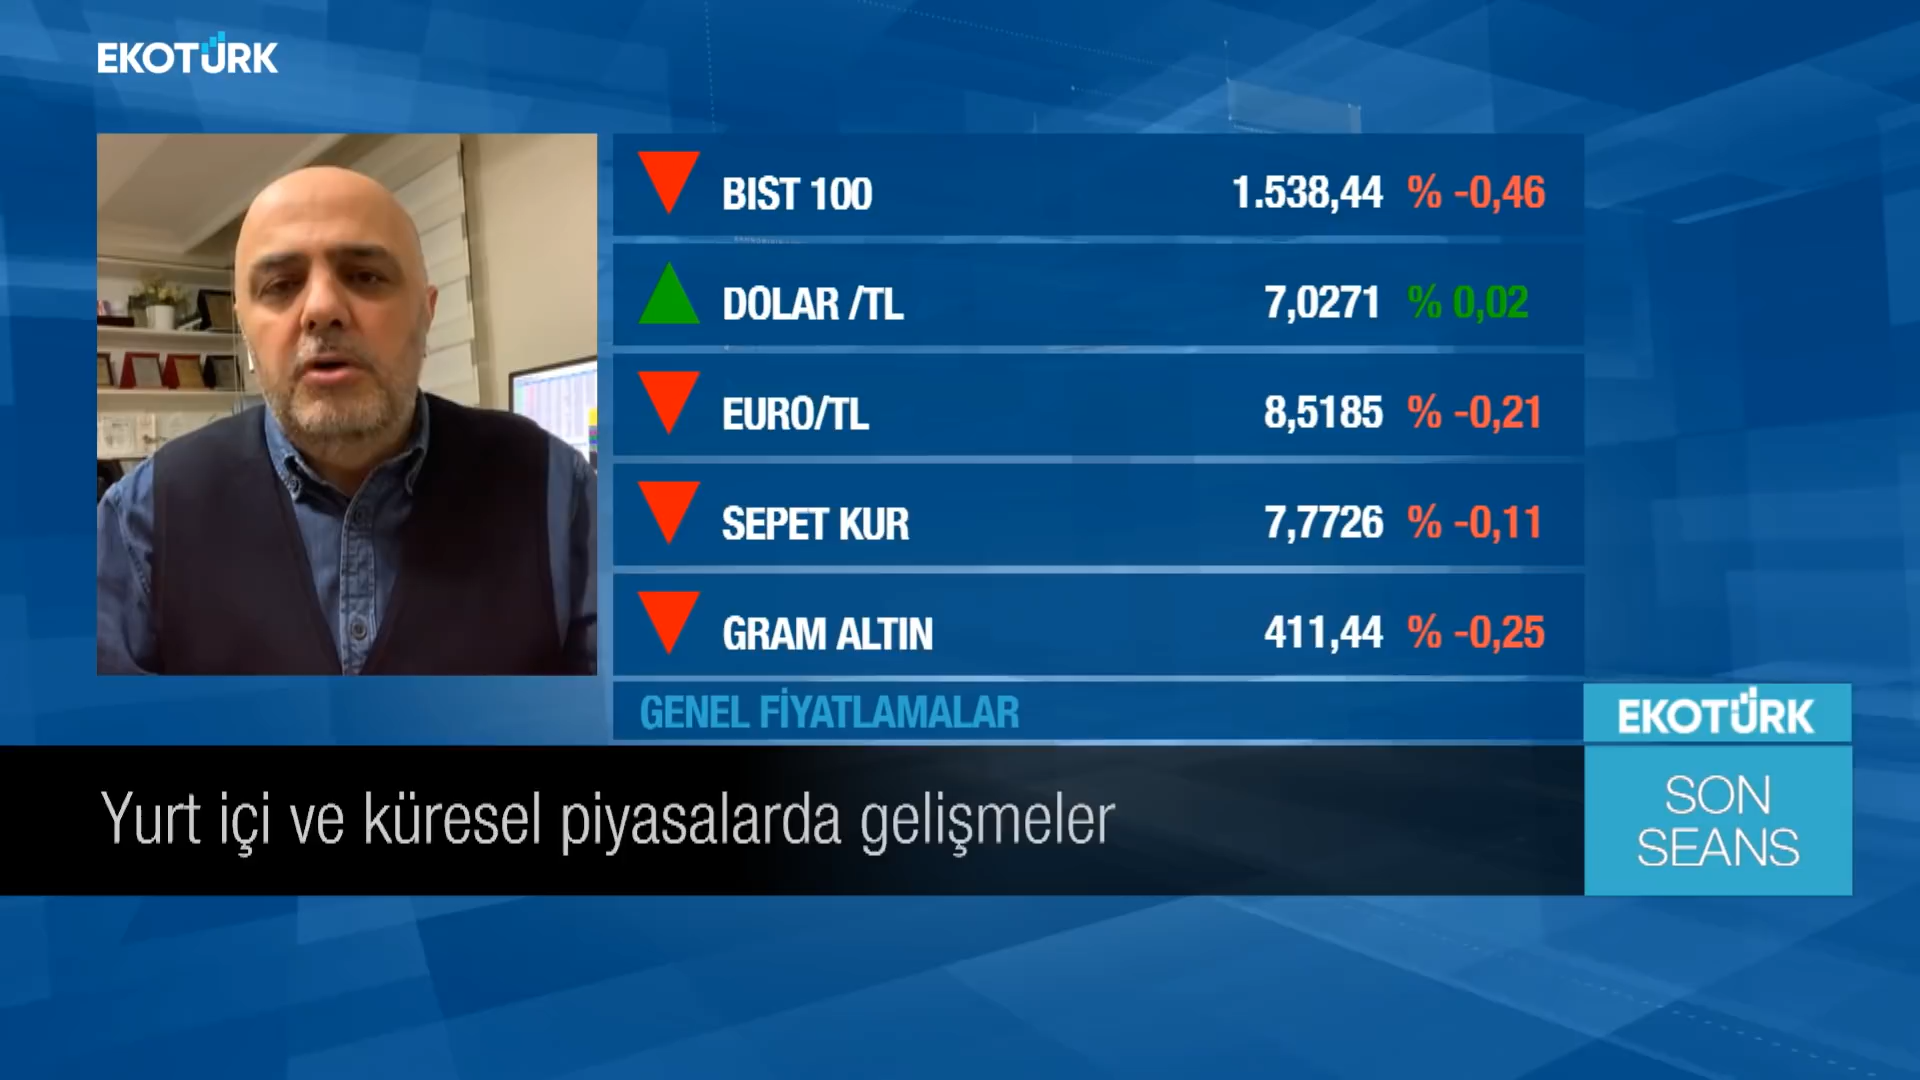 EKOTÜRK
BIST 100 1.538,44 % -0,46
DOLAR /TL 7,0271 % 0,02
EURO/TL 8,5185 % -0,21
SEPET KUR 7,7726 % -0,11
GRAM ALTIN 411,44 % -0,25
GENEL FİYATLAMALAR
EKOTÜRK
Yurt içi ve küresel piyasalarda gelişmeler
SON
SEANS